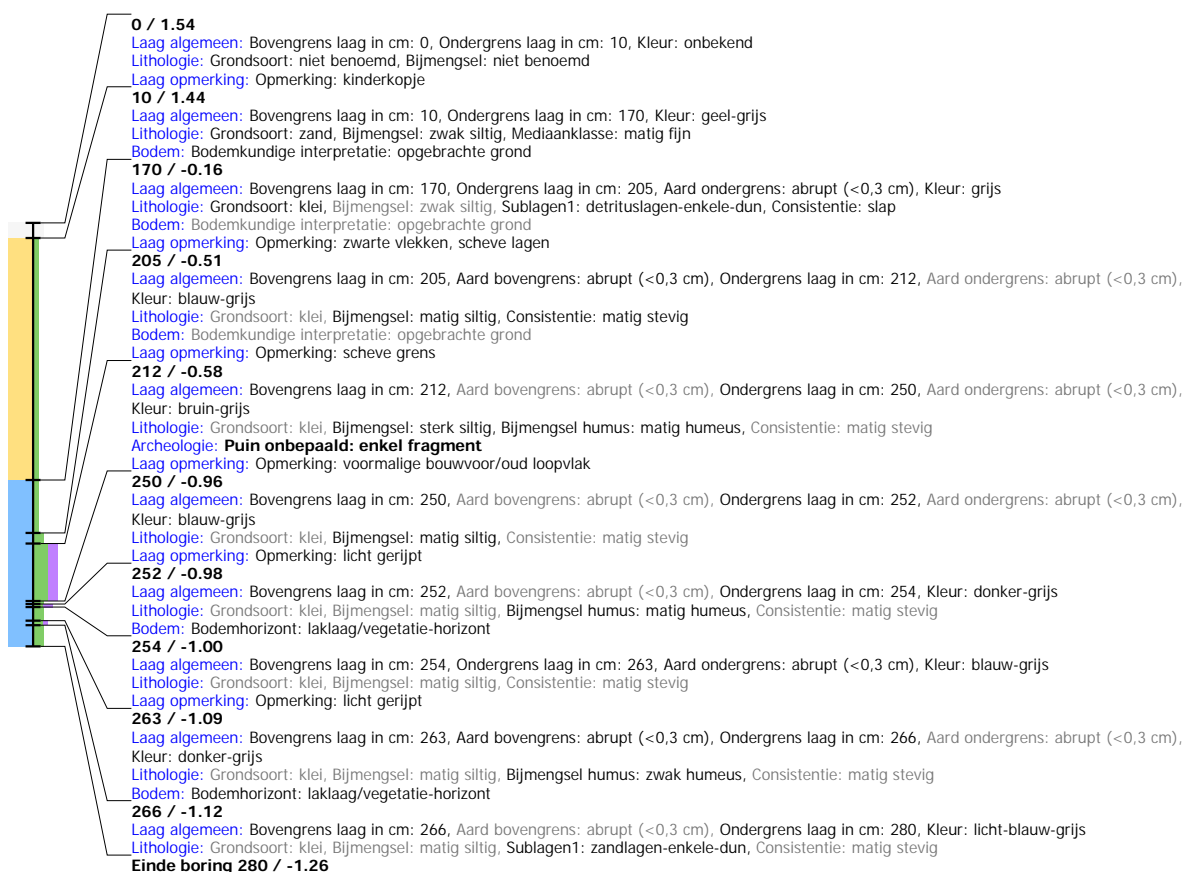 0 / 1.54
Laag algemeen: Bovengrens laag in cm: 0, Ondergrens laag in cm: 10, Kleur: onbekend
Lithologie: Grondsoort: niet benoemd, Bijmengsel: niet benoemd
Laag opmerking: Opmerking: kinderkopje
10 / 1.44
Laag algemeen: Bovengrens laag in cm: 10, Ondergrens laag in cm: 170, Kleur: geel-grijs
Lithologie: Grondsoort: zand, Bijmengsel: zwak siltig, Mediaanklasse: matig fijn
Bodem: Bodemkundige interpretatie: opgebrachte grond
170 / -0.16
Laag algemeen: Bovengrens laag in cm: 170, Ondergrens laag in cm: 205, Aard ondergrens: abrupt (<0,3 cm), Kleur: grijs
Lithologie: Grondsoort: klei, Bijmengsel: zwak siltig, Sublagen1: detrituslagen-enkele-dun, Consistentie: slap
Bodem: Bodemkundige interpretatie: opgebrachte grond
Laag opmerking: Opmerking: zwarte vlekken, scheve lagen
205 / -0.51
Laag algemeen: Bovengrens laag in cm: 205, Aard bovengrens: abrupt (<0,3 cm), Ondergrens laag in cm: 212, Aard ondergrens: abrupt (<0,3 cm),
Kleur: blauw-grijs
Lithologie: Grondsoort: klei, Bijmengsel: matig siltig, Consistentie: matig stevig
Bodem: Bodemkundige interpretatie: opgebrachte grond
Laag opmerking: Opmerking: scheve grens
212 / -0.58
Laag algemeen: Bovengrens laag in cm: 212, Aard bovengrens: abrupt (<0,3 cm), Ondergrens laag in cm: 250, Aard ondergrens: abrupt (<0,3 cm),
Kleur: bruin-grijs
Lithologie: Grondsoort: klei, Bijmengsel: sterk siltig, Bijmengsel humus: matig humeus, Consistentie: matig stevig
Archeologie: Puin onbepaald: enkel fragment
Laag opmerking: Opmerking: voormalige bouwvoor/oud loopvlak
250 / -0.96
Laag algemeen: Bovengrens laag in cm: 250, Aard bovengrens: abrupt (<0,3 cm), Ondergrens laag in cm: 252, Aard ondergrens: abrupt (<0,3 cm),
Kleur: blauw-grijs
Lithologie: Grondsoort: klei, Bijmengsel: matig siltig, Consistentie: matig stevig
Laag opmerking: Opmerking: licht gerijpt
252 / -0.98
Laag algemeen: Bovengrens laag in cm: 252, Aard bovengrens: abrupt (<0,3 cm), Ondergrens laag in cm: 254, Kleur: donker-grijs
Lithologie: Grondsoort: klei, Bijmengsel: matig siltig, Bijmengsel humus: matig humeus, Consistentie: matig stevig
Bodem: Bodemhorizont: laklaag/vegetatie-horizont
254 / -1.00
Laag algemeen: Bovengrens laag in cm: 254, Ondergrens laag in cm: 263, Aard ondergrens: abrupt (<0,3 cm), Kleur: blauw-grijs
Lithologie: Grondsoort: klei, Bijmengsel: matig siltig, Consistentie: matig stevig
Laag opmerking: Opmerking: licht gerijpt
263 / -1.09
Laag algemeen: Bovengrens laag in cm: 263, Aard bovengrens: abrupt (<0,3 cm), Ondergrens laag in cm: 266, Aard ondergrens: abrupt (<0,3 cm),
Kleur: donker-grijs
Lithologie: Grondsoort: klei, Bijmengsel: matig siltig, Bijmengsel humus: zwak humeus, Consistentie: matig stevig
Bodem: Bodemhorizont: laklaag/vegetatie-horizont
266 / -1.12
Laag algemeen: Bovengrens laag in cm: 266, Aard bovengrens: abrupt (<0,3 cm), Ondergrens laag in cm: 280, Kleur: licht-blauw-grijs
Lithologie: Grondsoort: klei, Bijmengsel: matig siltig, Sublagen1: zandlagen-enkele-dun, Consistentie: matig stevig
Einde boring 280 / -1.26